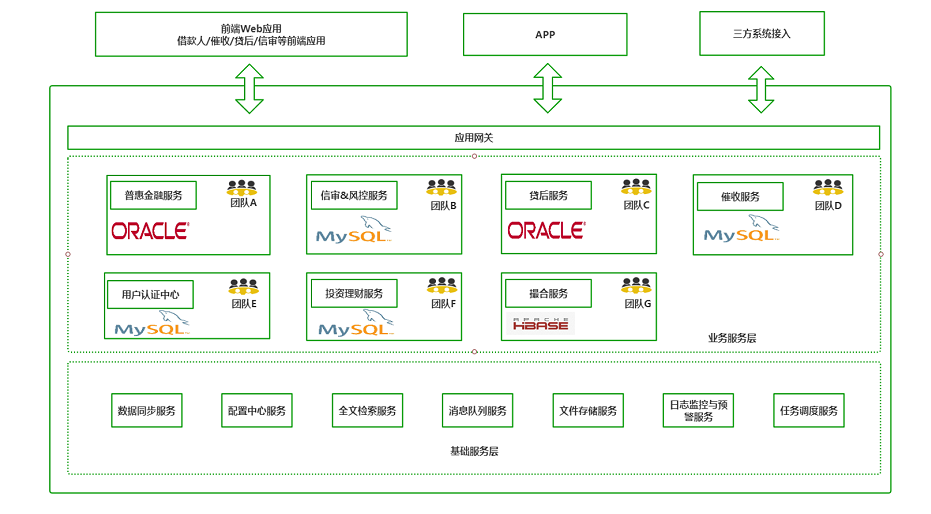 前端Web应用
借款人/催收/贷后/信审等前端应用
APP
三方系统接入
应用网关
普惠金融服务
团队A
ORACLE
信审&风控服务
团队B
MySQL
贷后服务
团队C
ORACLE
催收服务
团队D
MySQL
用户认证中心
团队E
MySQL
投资理财服务
团队F
MySQL
撮合服务
团队G
APACHE
HBASE
业务服务层
数据同步服务
配置中心服务
全文检索服务
消息队列服务
文件存储服务
日志监控与预
警服务
任务调度服务
基础服务层